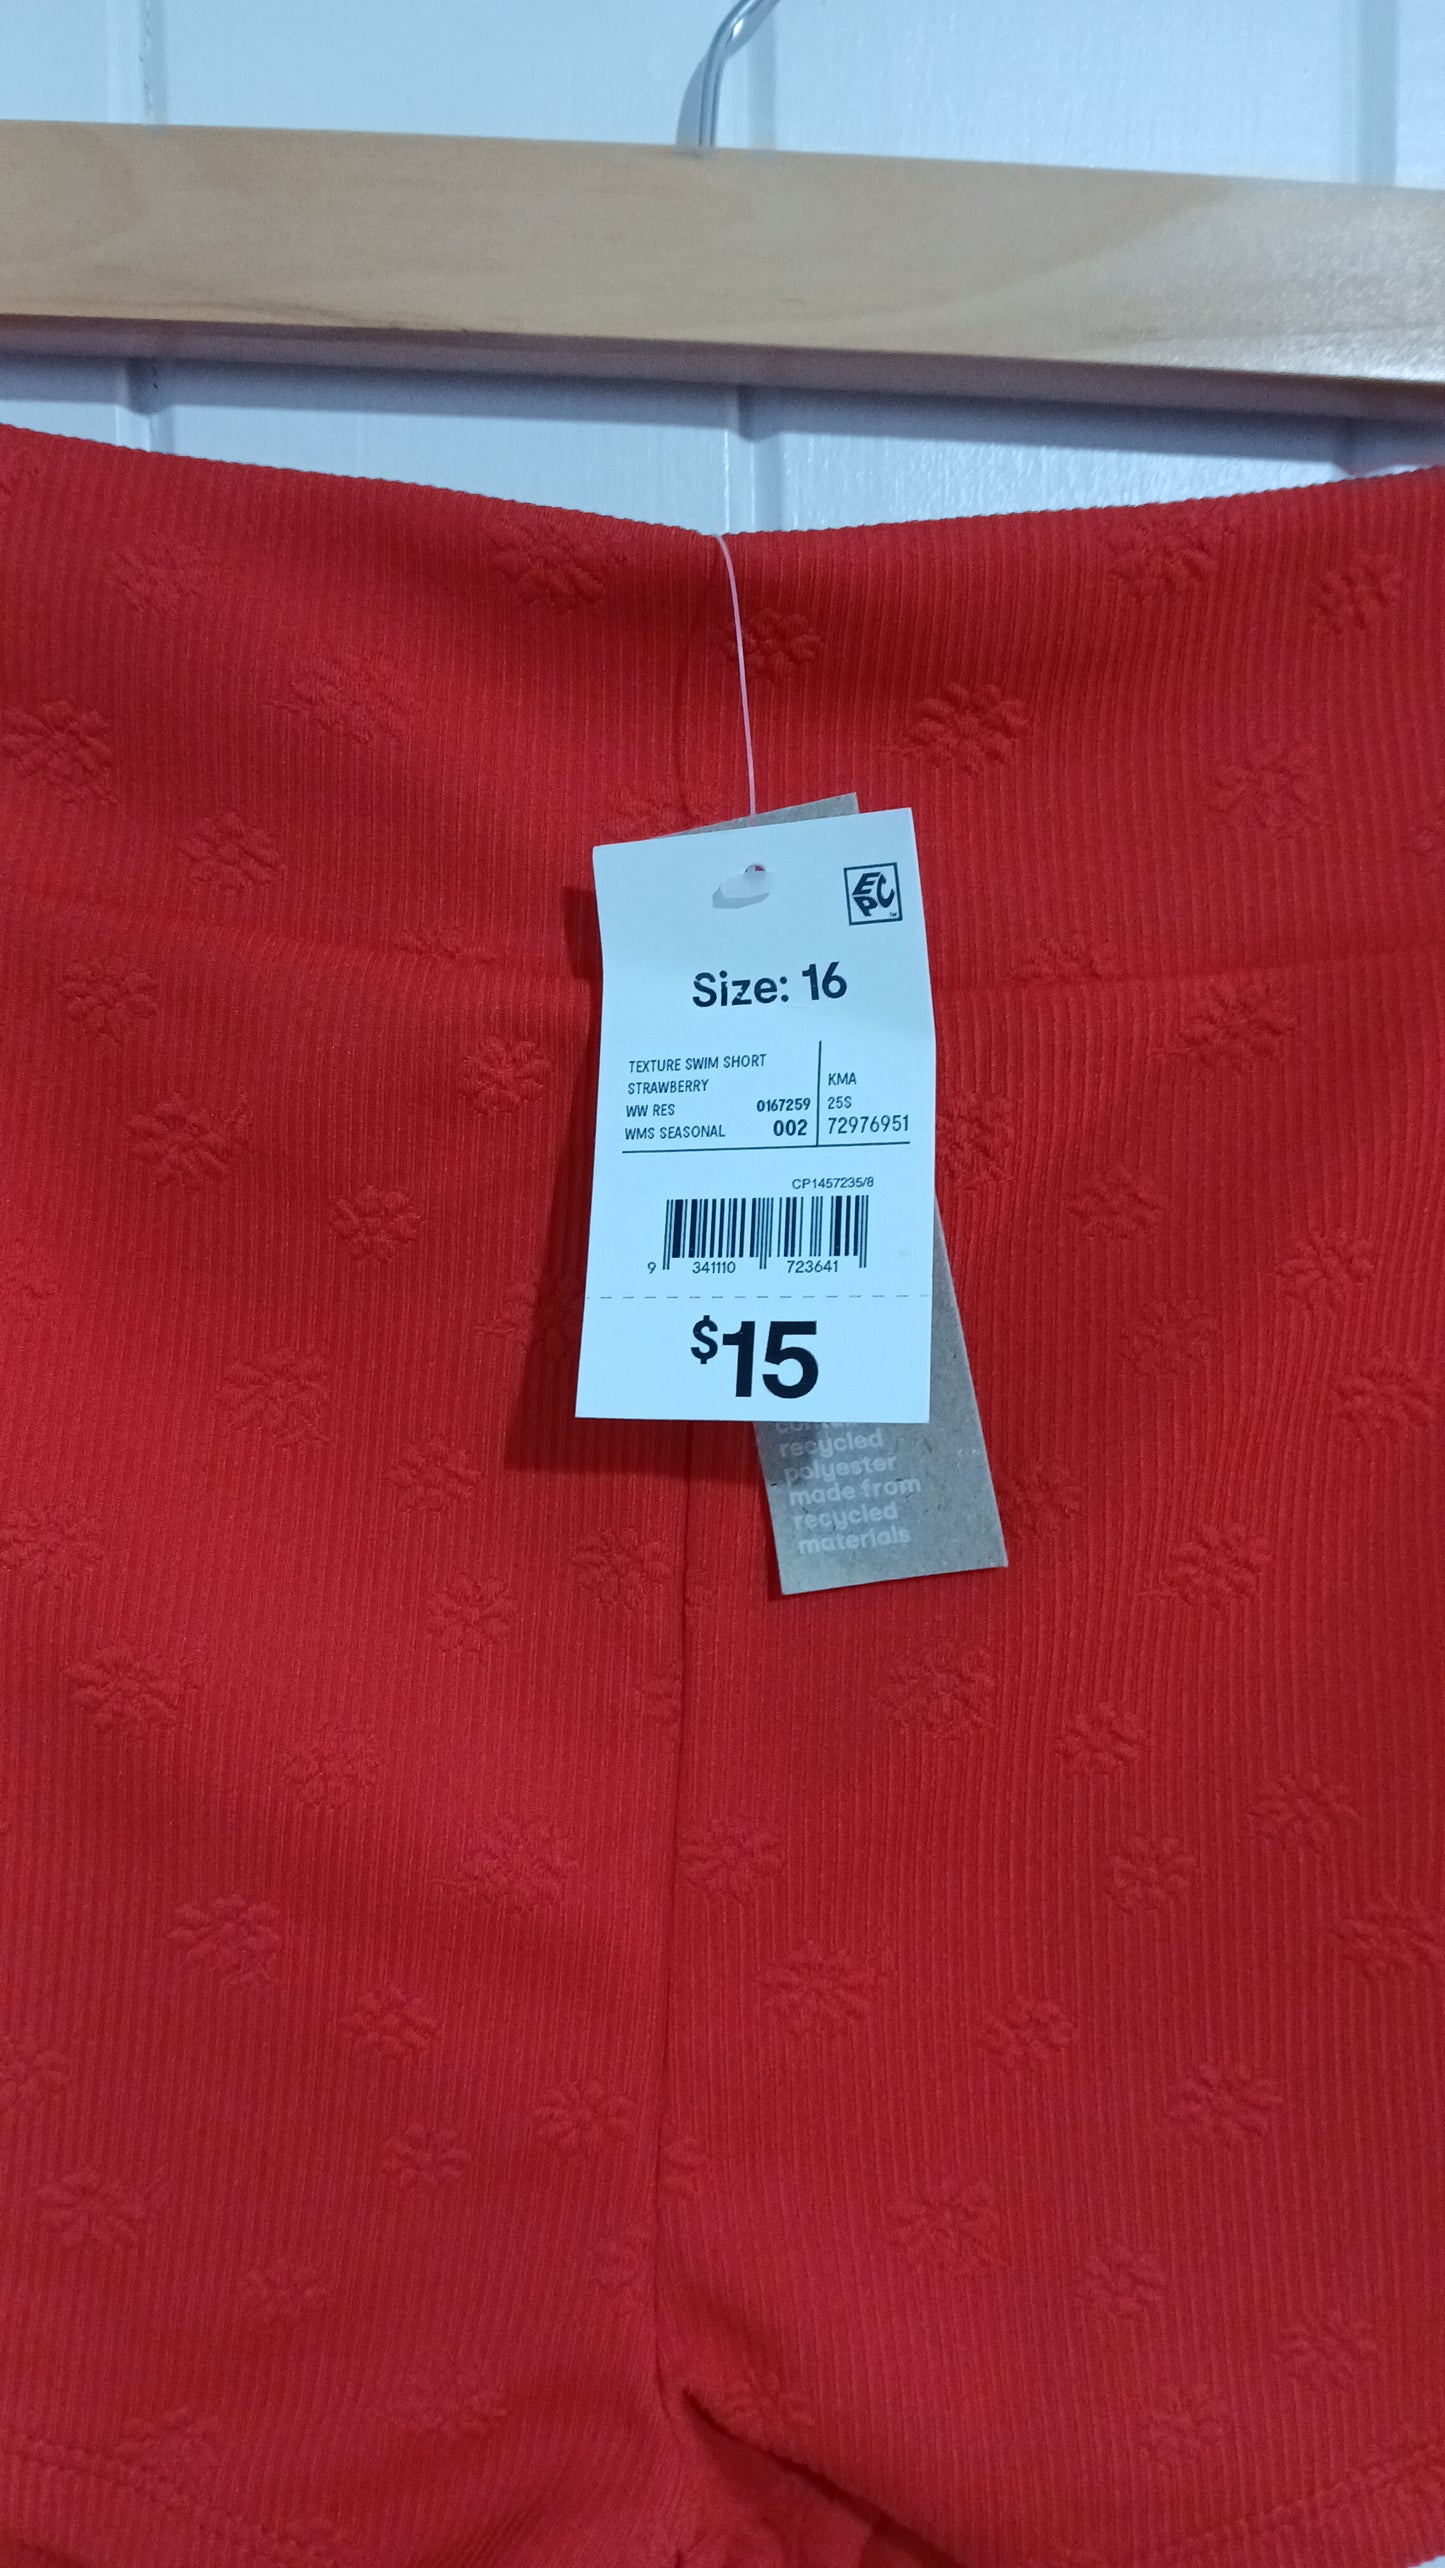 EPC
Size: 16
TEXTURE SWIM SHORT
STRAWBERRY
WW RES 0167259
WMS SEASONAL 002
KMA
25S
72976951
CP1457235/8
9 341110 723641
$15
recycled
polyester
made from
recycled
materials